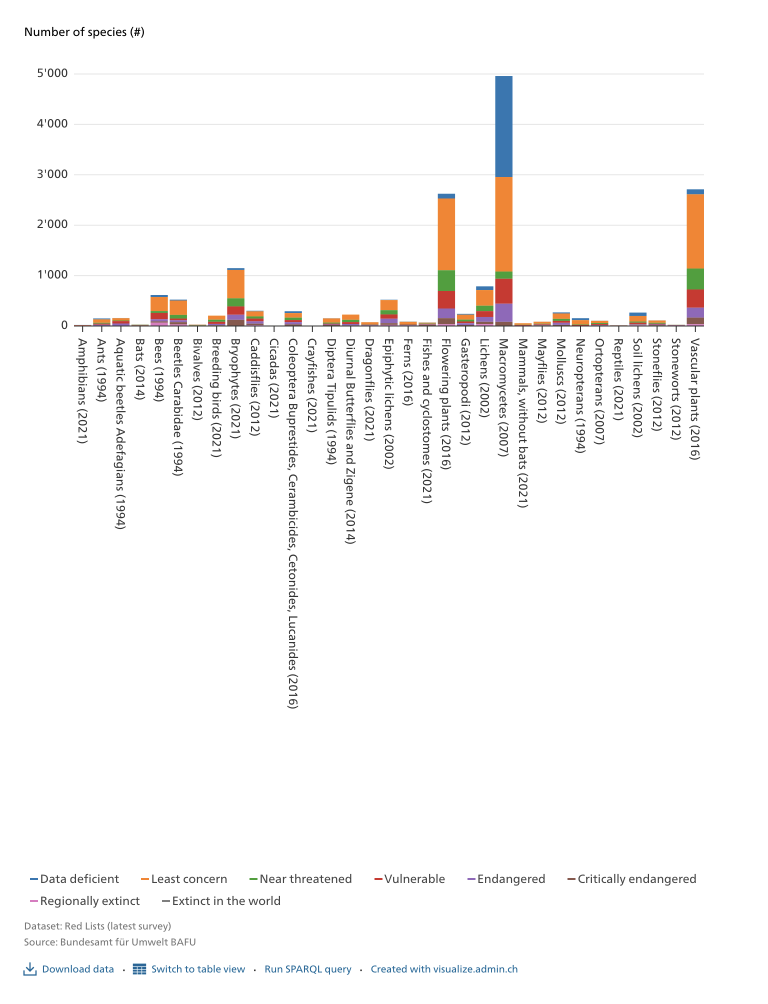 Number of species (#)
5'000
4'000
3'000
2'000
1'000
0
Amphibians (2021)
Ants (1994)
Aquatic beetles Adefagians (1994)
Bats (2014)
Bees (1994)
Beetles Carabidae (1994)
Bivalves (2012)
Breeding birds (2021)
Bryophytes (2021)
Caddisflies (2012)
Cicadas (2021)
Coleoptera Buprestides, Cerambicides, Cetonides, Lucanides (2016)
Crayfishes (2021)
Diptera Tipulids (1994)
Diurnal Butterflies and Zigene (2014)
Dragonflies (2021)
Epiphytic lichens (2002)
Ferns (2016)
Fishes and cyclostomes (2021)
Flowering plants (2016)
Gasteropodi (2012)
Lichens (2002)
Macromycetes (2007)
Mammals, without bats (2021)
Mayflies (2012)
Molluscs (2012)
Neuropterans (1994)
Ortopterans (2007)
Reptiles (2021)
Soil lichens (2002)
Stoneflies (2012)
Stoneworts (2012)
Vascular plants (2016)
Data deficient Least concern Near threatened Vulnerable Endangered Critically endangered
Regionally extinct Extinct in the world
Dataset: Red Lists (latest survey)
Source: Bundesamt für Umwelt BAFU
Download data · Switch to table view · Run SPARQL query · Created with visualize.admin.ch